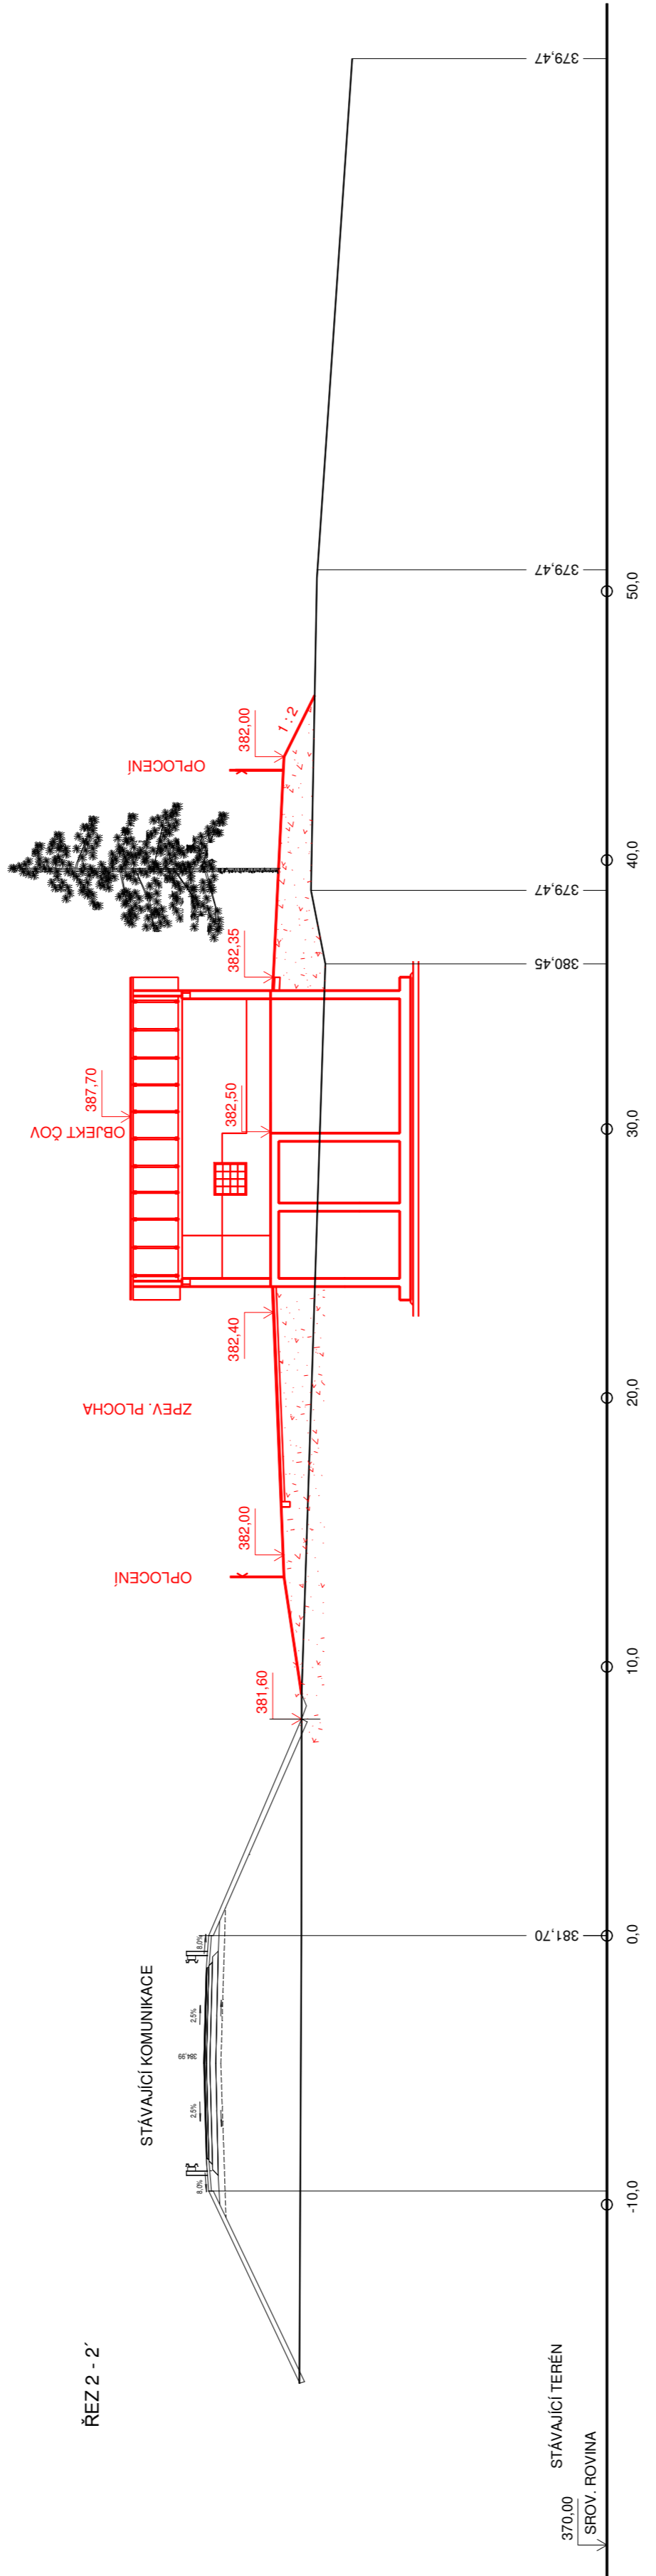 ŘEZ 2 - 2´
STÁVAJÍCÍ KOMUNIKACE
8,0%
2,5%
384,99
2,5%
8,0%
381,60
OPLOCENÍ
382,00
ZPEV. PLOCHA
382,40
OBJEKT ČOV
387,70
382,50
382,35
OPLOCENÍ
382,00
1 : 2
STÁVAJÍCÍ TERÉN
381,70
380,45
379,47
379,47
379,47
370,00
SROV. ROVINA
-10,0
0,0
10,0
20,0
30,0
40,0
50,0